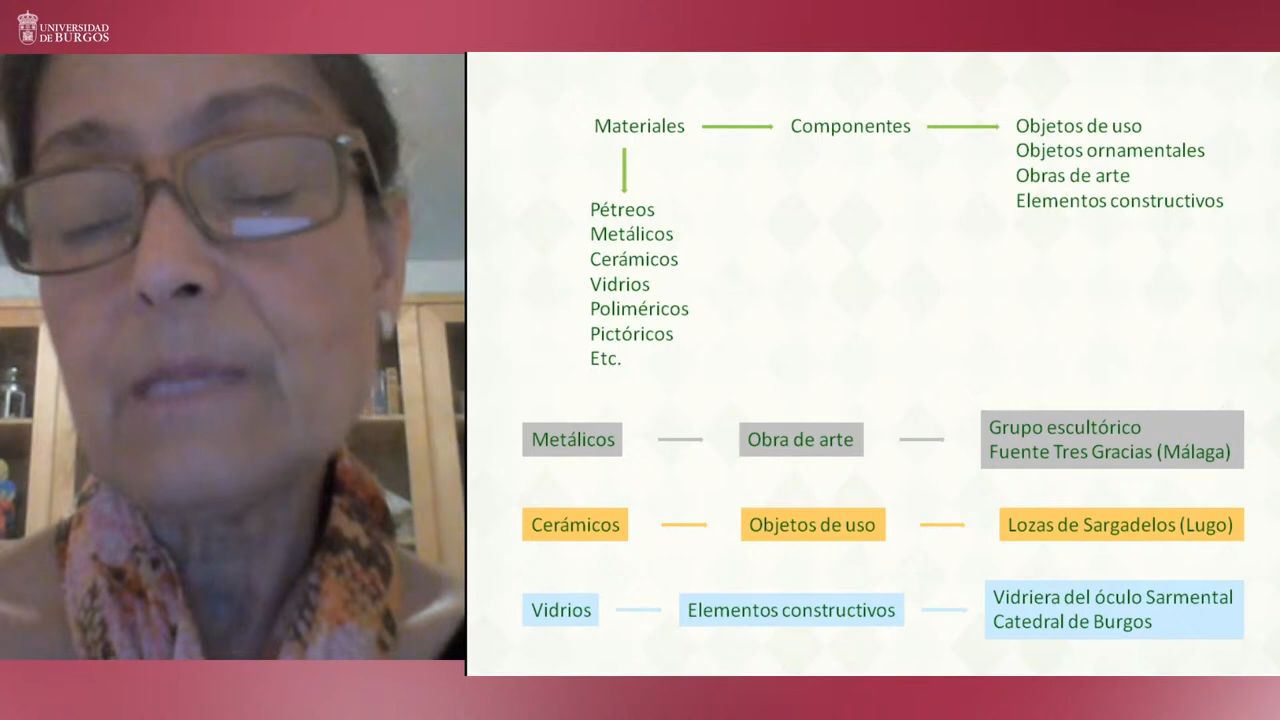 UNIVERSIDAD
DE BURGOS
Materiales
Componentes
Objetos de uso
Objetos ornamentales
Obras de arte
Elementos constructivos
Pétreos
Metálicos
Cerámicos
Vidrios
Poliméricos
Pictóricos
Etc.
Metálicos
Obra de arte
Grupo escultórico
Fuente Tres Gracias (Málaga)
Cerámicos
Objetos de uso
Lozas de Sargadelos (Lugo)
Vidrios
Elementos constructivos
Vidriera del óculo Sarmental
Catedral de Burgos